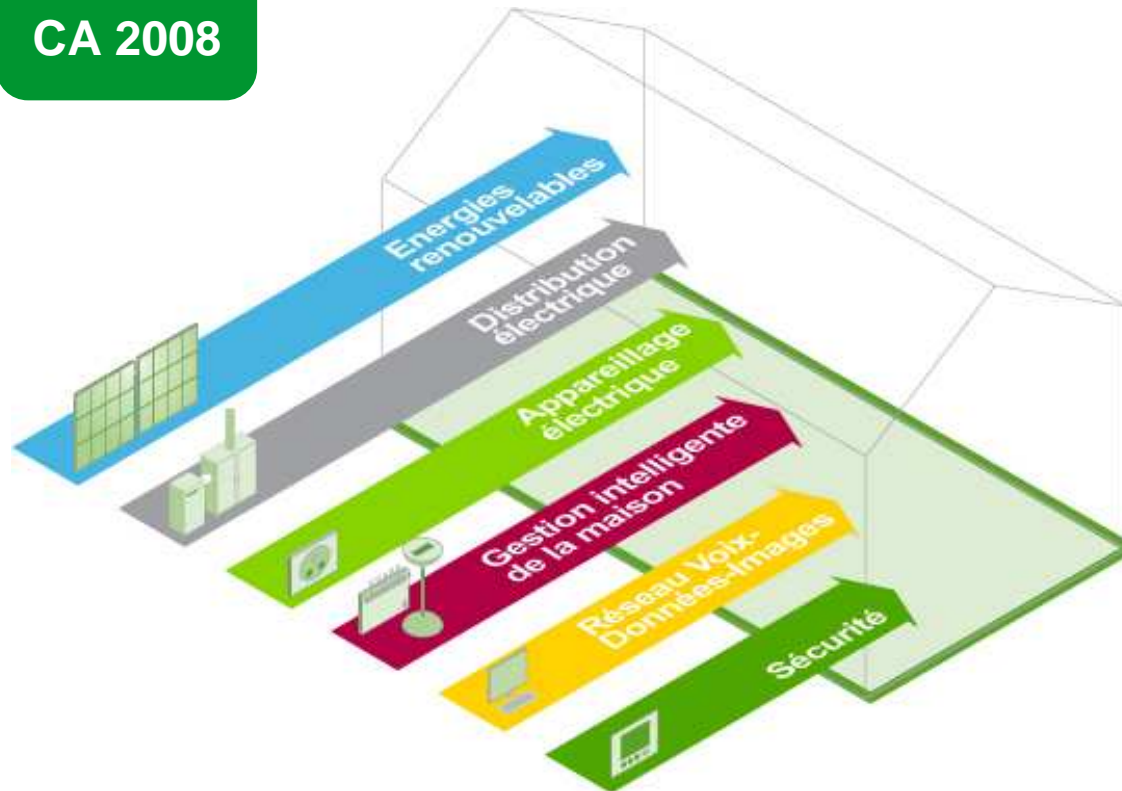 CA 2008
Energies
renouvelables
Distribution
électrique
Appareillage
électrique
Gestion intelligente
de la maison
Réseau Voix-
Données-Images
Sécurité